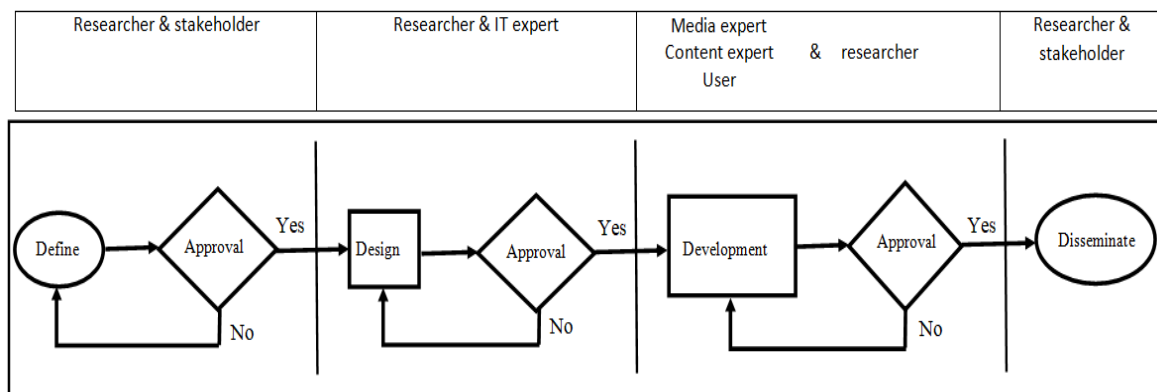 Researcher & stakeholder
Researcher & IT expert
Media expert
Content expert & researcher
User
Researcher &
stakeholder
Define
Approval
Yes
No
Design
Approval
Yes
No
Development
Approval
Yes
No
Disseminate